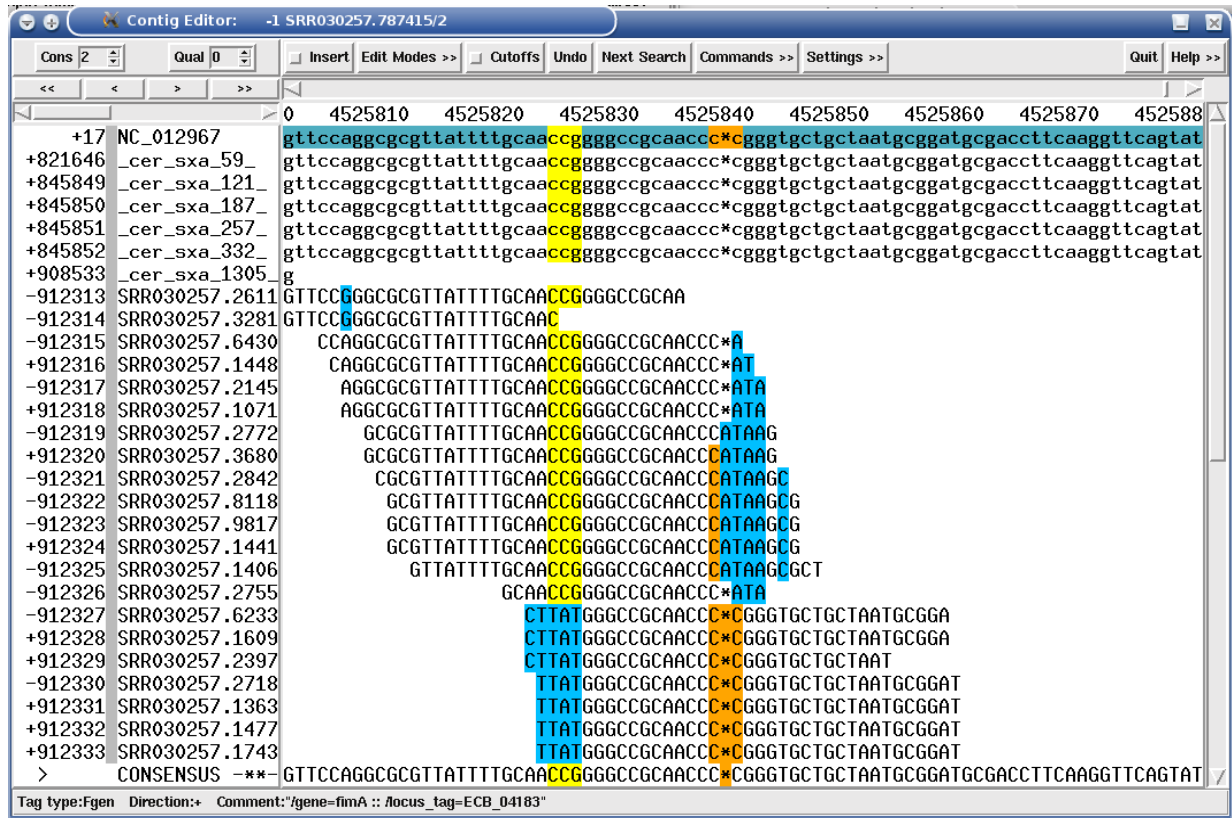 Contig Editor: -1 SRR030257.787415/2
Cons 2 Qual 0 Insert Edit Modes >> Cutoffs Undo Next Search Commands >> Settings >> Quit Help >>
<< < > >>
0 4525810 4525820 4525830 4525840 4525850 4525860 4525870 452588
+17 NC_012967 gttccaggcgcgttattttgcaaccggggggccgcaaccc*cgggtgctgctaatgcggatgcgaccttcaaggttcagtat
+821646 _cer_sxa_59_ gttccaggcgcgttattttgcaaccggggccgcaaccc*cgggtgctgctaatgcggatgcgaccttcaaggttcagtat
+845849 _cer_sxa_121_ gttccaggcgcgttattttgcaaccggggccgcaaccc*cgggtgctgctaatgcggatgcgaccttcaaggttcagtat
+845850 _cer_sxa_187_ gttccaggcgcgttattttgcaaccggggccgcaaccc*cgggtgctgctaatgcggatgcgaccttcaaggttcagtat
+845851 _cer_sxa_257_ gttccaggcgcgttattttgcaaccggggccgcaaccc*cgggtgctgctaatgcggatgcgaccttcaaggttcagtat
+845852 _cer_sxa_332_ gttccaggcgcgttattttgcaaccggggccgcaaccc*cgggtgctgctaatgcggatgcgaccttcaaggttcagtat
+908533 _cer_sxa_1305_ g
-912313 SRR030257.2611 GTTCCGGGCGCGTTATTTTGCAACCGGGGCCGCAA
-912314 SRR030257.3281 GTTCCGGGCGCGTTATTTTGCAAC
-912315 SRR030257.6430 CCAGGCGCGTTATTTTGCAACCGGGGCCGCAACCC*A
+912316 SRR030257.1448 CAGGCGCGTTATTTTGCAACCGGGGCCGCAACCC*AT
-912317 SRR030257.2145 AGGCGCGTTATTTTGCAACCGGGGCCGCAACCC*ATA
+912318 SRR030257.1071 AGGCGCGTTATTTTGCAACCGGGGCCGCAACCC*ATA
-912319 SRR030257.2772 GCGCGTTATTTTGCAACCGGGGCCGCAACCCATAAG
+912320 SRR030257.3680 GCGCGTTATTTTGCAACCGGGGCCGCAACCCATAAG
-912321 SRR030257.2842 CGCGTTATTTTGCAACCGGGGCCGCAACCCATAAGC
-912322 SRR030257.8118 GCGTTATTTTGCAACCGGGGCCGCAACCCATAAGCG
-912323 SRR030257.9817 GCGTTATTTTGCAACCGGGGCCGCAACCCATAAGCG
+912324 SRR030257.1441 GCGTTATTTTGCAACCGGGGCCGCAACCCATAAGCG
-912325 SRR030257.1406 GTTATTTTGCAACCGGGGCCGCAACCCATAAGCGCT
-912326 SRR030257.2755 GCAACCGGGGCCGCAACCC*ATA
-912327 SRR030257.6233 CTTATGGGCCGCAACCC*CGGGTGCTGCTAATGCGGA
+912328 SRR030257.1609 CTTATGGGCCGCAACCC*CGGGTGCTGCTAATGCGGA
+912329 SRR030257.2397 CTTATGGGCCGCAACCC*CGGGTGCTGCTAAT
-912330 SRR030257.2718 TTATGGGCCGCAACCC*CGGGTGCTGCTAATGCGGAT
+912331 SRR030257.1363 TTATGGGCCGCAACCC*CGGGTGCTGCTAATGCGGAT
+912332 SRR030257.1477 TTATGGGCCGCAACCC*CGGGTGCTGCTAATGCGGAT
+912333 SRR030257.1743 TTATGGGCCGCAACCC*CGGGTGCTGCTAATGCGGAT
> CONSENSUS -**- GTTCCAGGCGCGTTATTTTGCAACCGGGGCCGCAACCC*CGGGTGCTGCTAATGCGGATGCGACCTTCAAGGTTCAGTAT
Tag type:Fgen Direction:+ Comment:"/gene=fimA :: /locus_tag=ECB_04183"